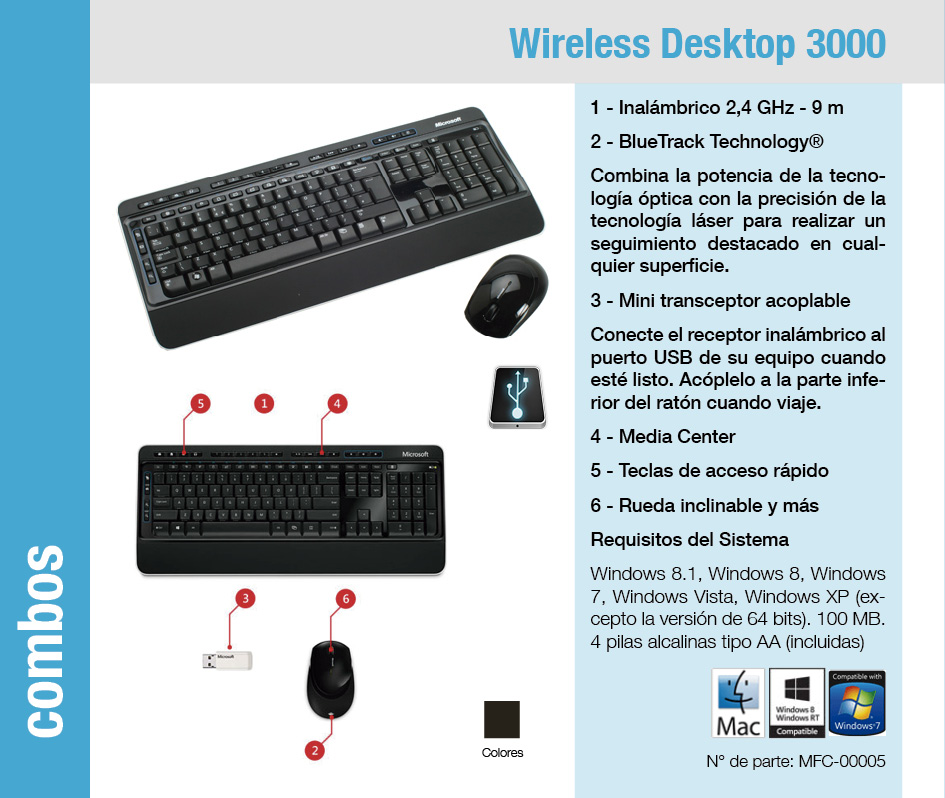 Wireless Desktop 3000
1 - Inalámbrico 2,4 GHz - 9 m
2 - BlueTrack Technology®
Combina la potencia de la tecno-
logía óptica con la precisión de la
tecnología láser para realizar un
seguimiento destacado en cual-
quier superficie.
3 - Mini transceptor acoplable
Conecte el receptor inalámbrico al
puerto USB de su equipo cuando
esté listo. Acóplelo a la parte infe-
rior del ratón cuando viaje.
4 - Media Center
5 - Teclas de acceso rápido
6 - Rueda inclinable y más
Requisitos del Sistema
Windows 8.1, Windows 8, Windows
7, Windows Vista, Windows XP (ex-
cepto la versión de 64 bits). 100 MB.
4 pilas alcalinas tipo AA (incluidas)
Mac
Windows 8
Windows RT
Compatible
Compatible with
Windows 7
N° de parte: MFC-00005
combos
Microsoft
5
1
4
Microsoft
3
6
Microsoft
2
Colores